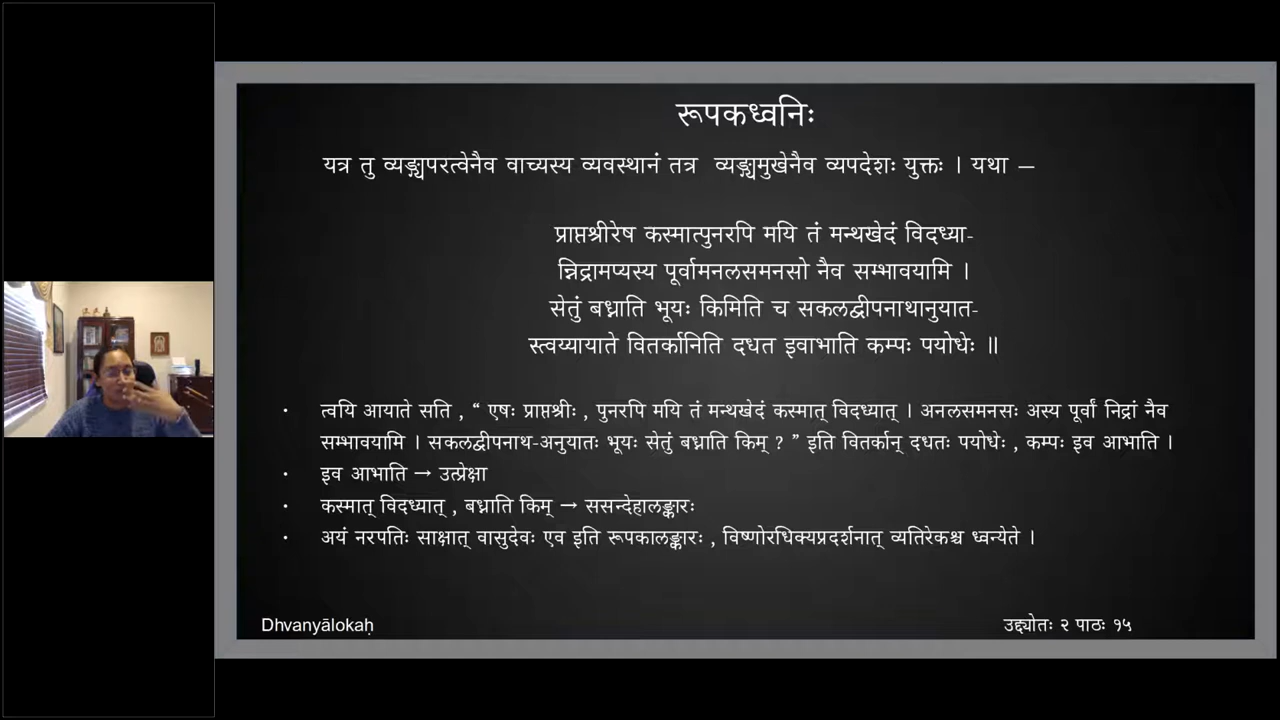 रूपकध्वनिः
यत्र तु व्यङ्ग्यपरत्वेनैव वाच्यस्य व्यवस्थानं तत्र व्यङ्ग्यमुखेनैव व्यपदेशः युक्तः । यथा —
प्राप्तश्रीरेष कस्मात्पुनरपि मयि तं मन्थखेदं विदध्या-
न्निद्रामप्यस्य पूर्वामनलसमनसो नैव सम्भावयामि ।
सेतुं बध्नाति भूयः किमिति च सकलद्वीपनाथानुयात-
स्त्वय्यायाते वितर्कानिति दधत इवाभाति कम्पः पयोधेः ॥
• त्वयि आयाते सति , “ एषः प्राप्तश्रीः , पुनरपि मयि तं मन्थखेदं कस्मात् विदध्यात् । अनलसमनसः अस्य पूर्वां निद्रां नैव
सम्भावयामि । सकलद्वीपनाथ-अनुयातः भूयः सेतुं बध्नाति किम् ? ” इति वितर्कान् दधतः पयोधेः , कम्पः इव आभाति ।
• इव आभाति → उत्प्रेक्षा
• कस्मात् विदध्यात् , बध्नाति किम् → ससन्देहालङ्कारः
• अयं नरपतिः साक्षात् वासुदेवः एव इति रूपकालङ्कारः , विष्णोरधिक्यप्रदर्शनात् व्यतिरेकश्च ध्वन्येते ।
Dhvanyālokaḥ
उद्द्योतः २ पाठः १५